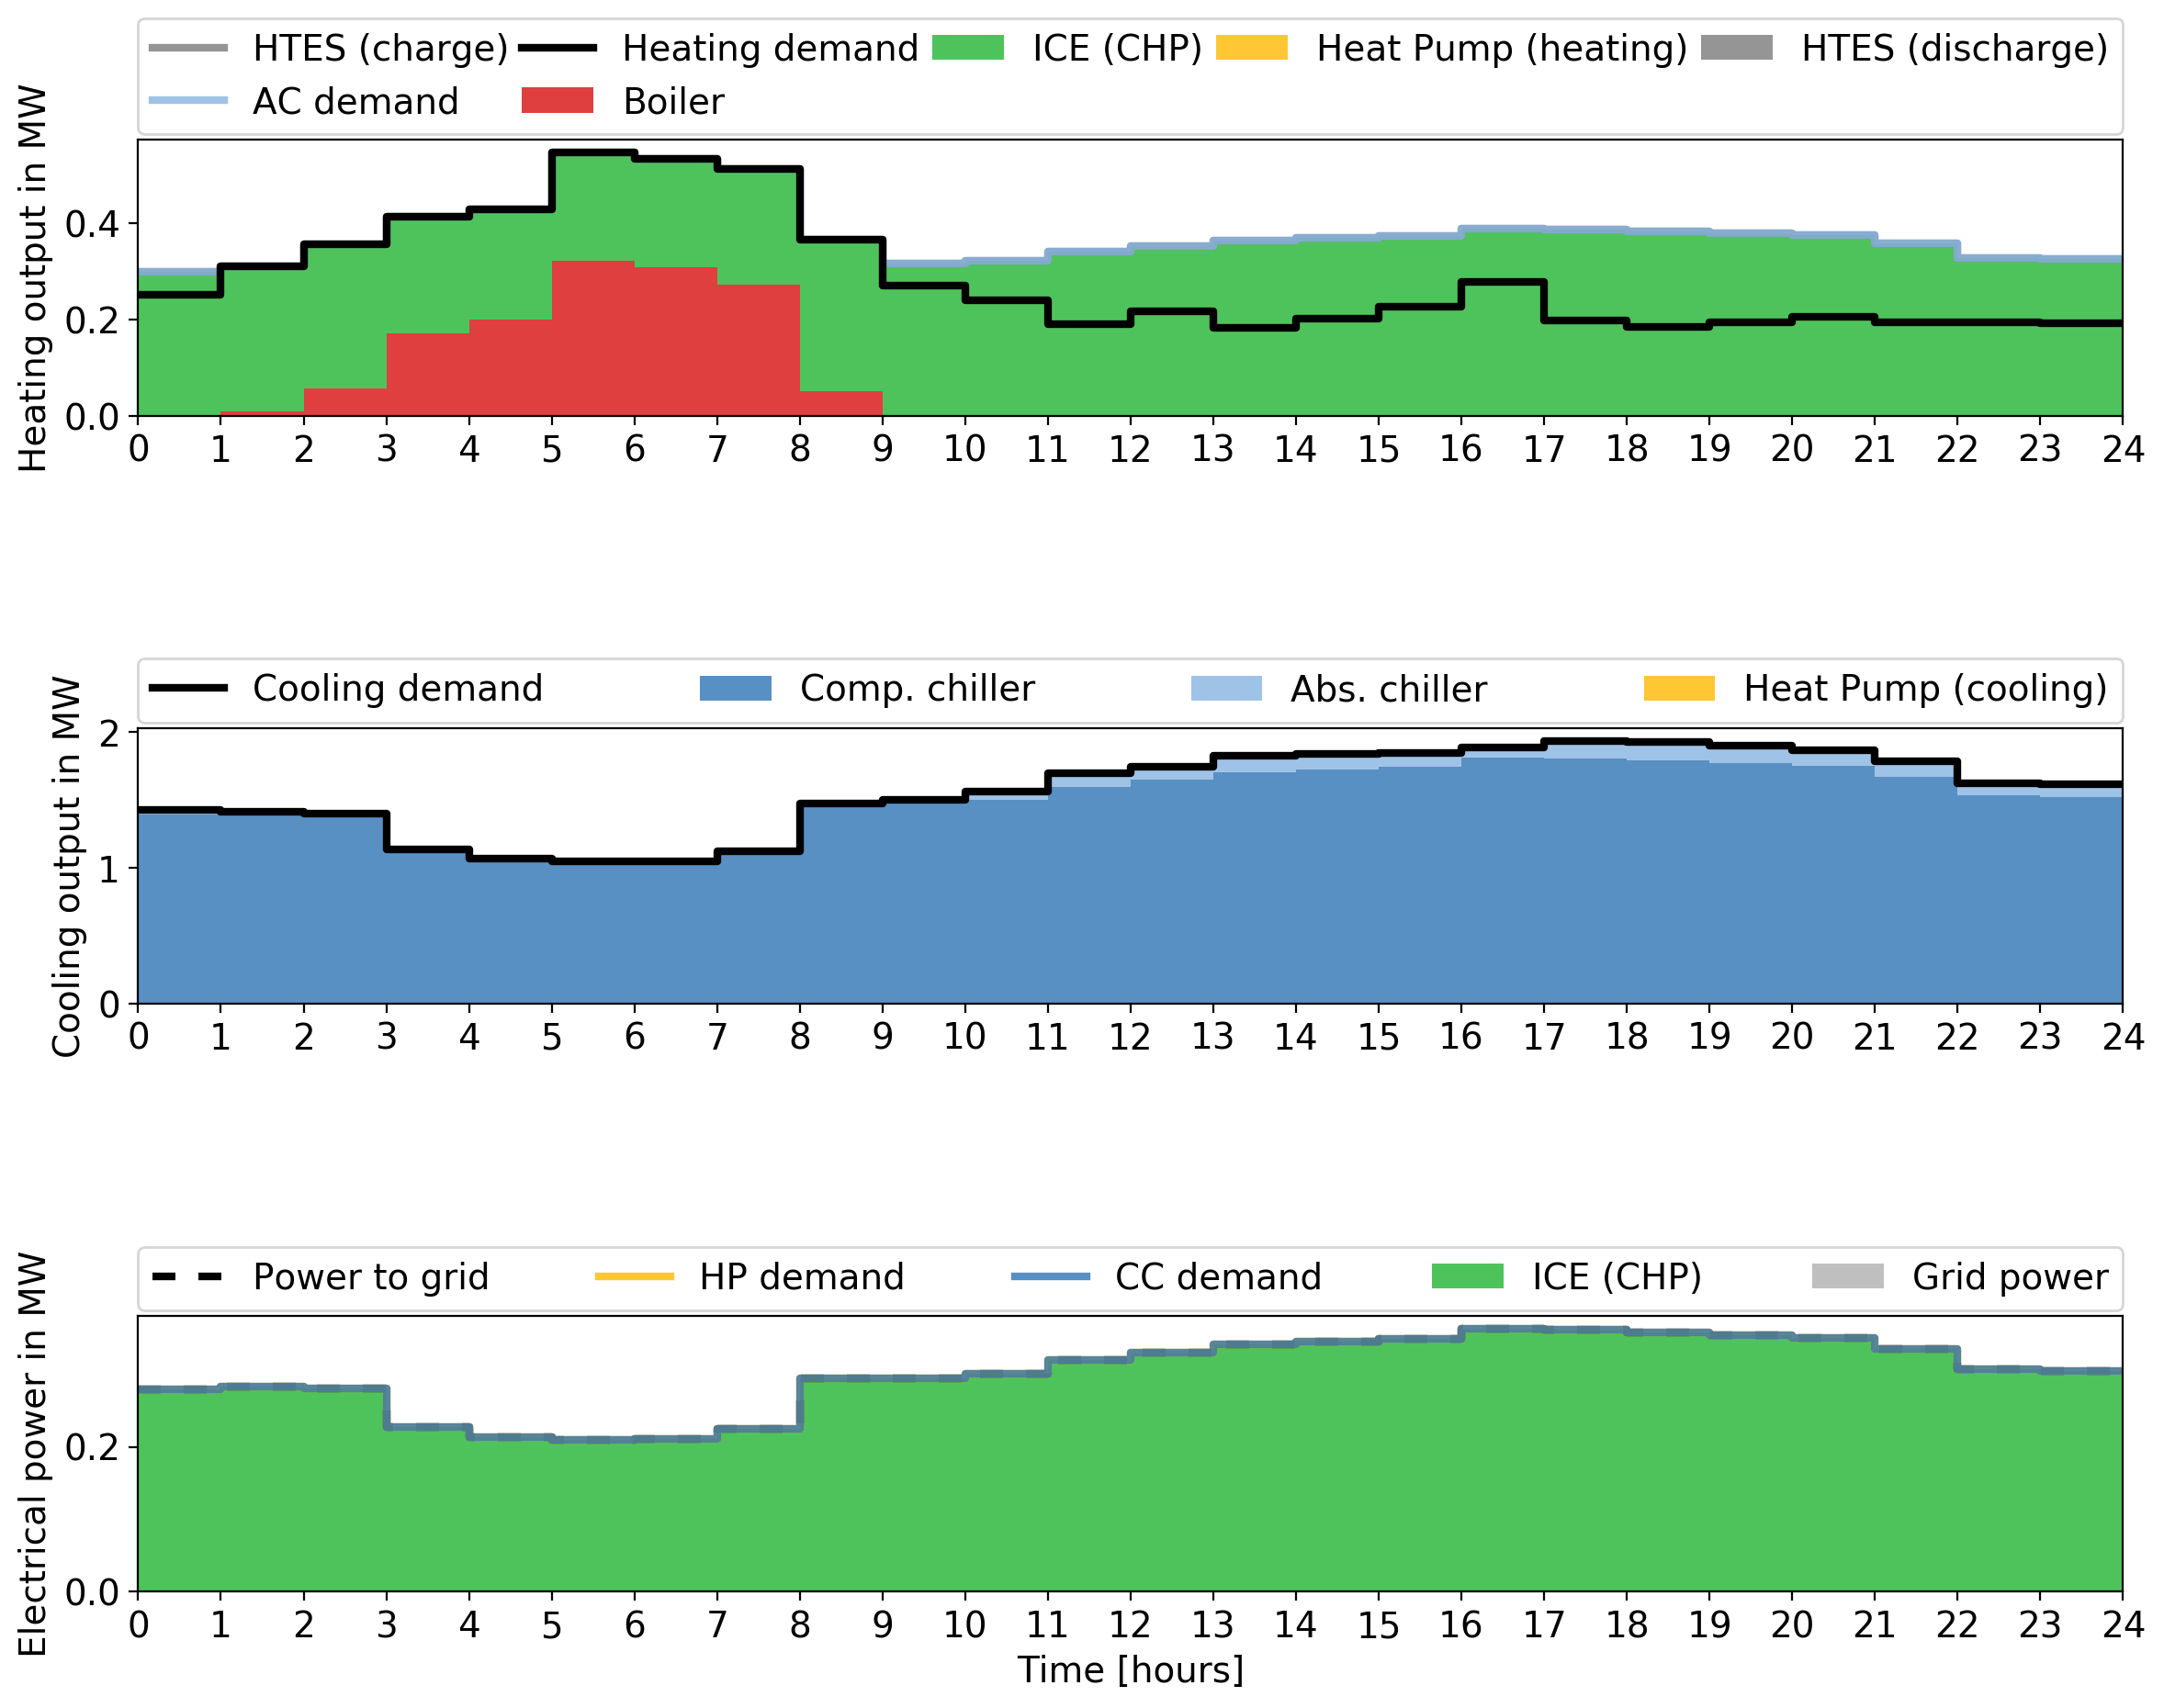 HTES (charge) Heating demand ICE (CHP) Heat Pump (heating) HTES (discharge)
AC demand Boiler
Heating output in MW
0.4
0.2
0.0
0 1 2 3 4 5 6 7 8 9 10 11 12 13 14 15 16 17 18 19 20 21 22 23 24
Cooling demand Comp. chiller Abs. chiller Heat Pump (cooling)
Cooling output in MW
2
1
0
0 1 2 3 4 5 6 7 8 9 10 11 12 13 14 15 16 17 18 19 20 21 22 23 24
Power to grid HP demand CC demand ICE (CHP) Grid power
Electrical power in MW
0.2
0.0
0 1 2 3 4 5 6 7 8 9 10 11 12 13 14 15 16 17 18 19 20 21 22 23 24
Time [hours]